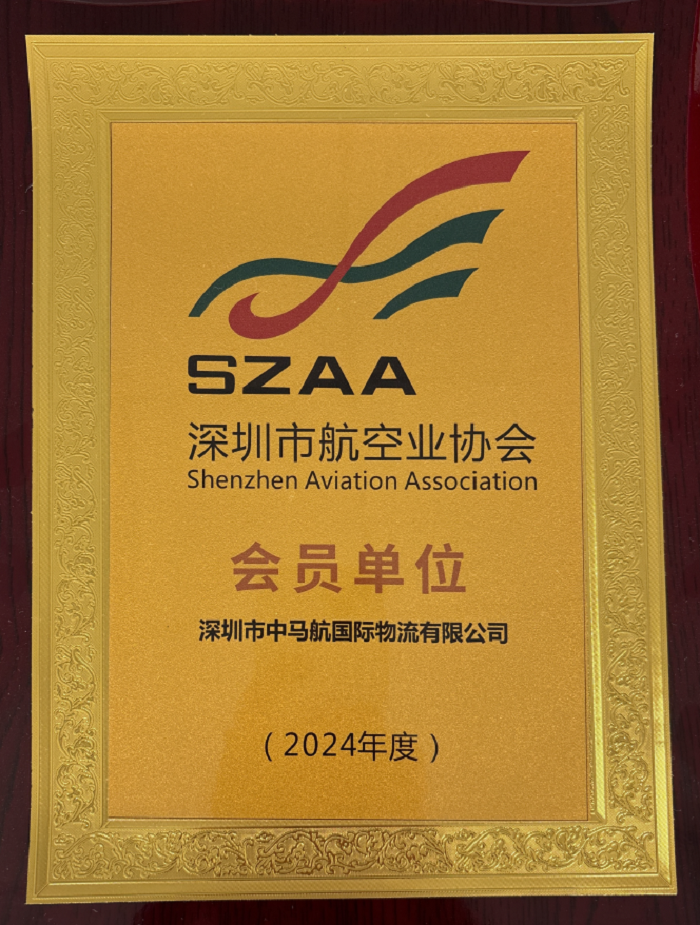 SZAA
深圳市航空业协会
Shenzhen Aviation Association
会员单位
深圳市中马航国际物流有限公司
（2024年度）